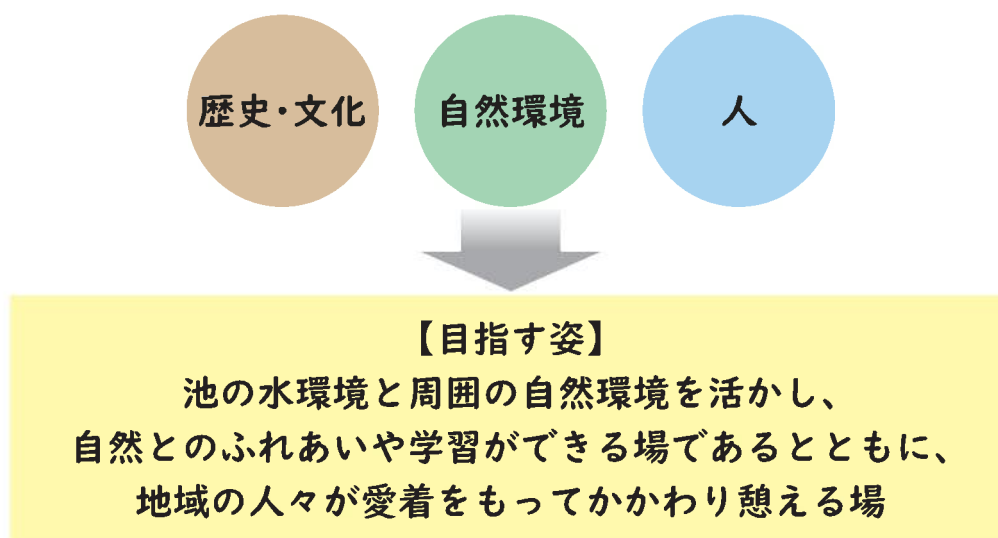 歴史・文化
自然環境
人
【目指す姿】
池の水環境と周囲の自然環境を活かし、
自然とのふれあいや学習ができる場であるとともに、
地域の人々が愛着をもってかかわり憩える場